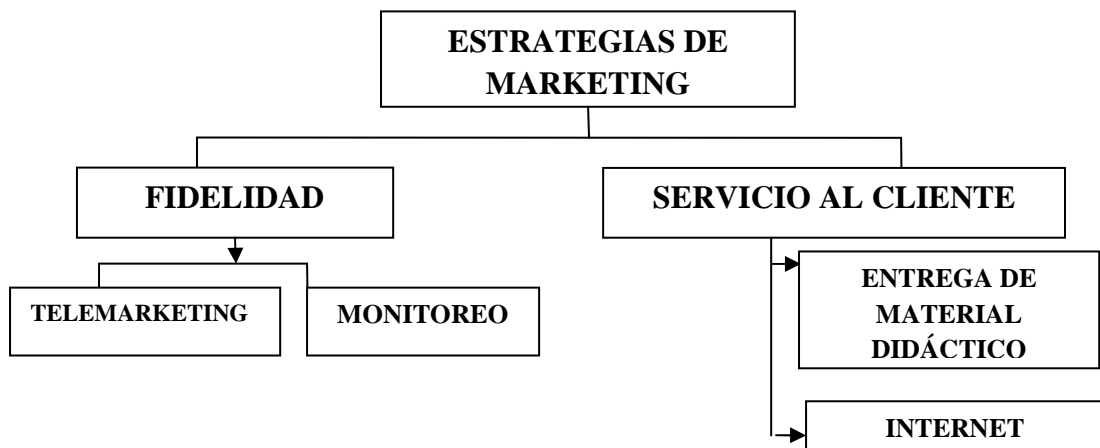 ESTRATEGIAS DE
MARKETING
FIDELIDAD
SERVICIO AL CLIENTE
TELEMARKETING
MONITOREO
ENTREGA DE
MATERIAL
DIDÁCTICO
INTERNET